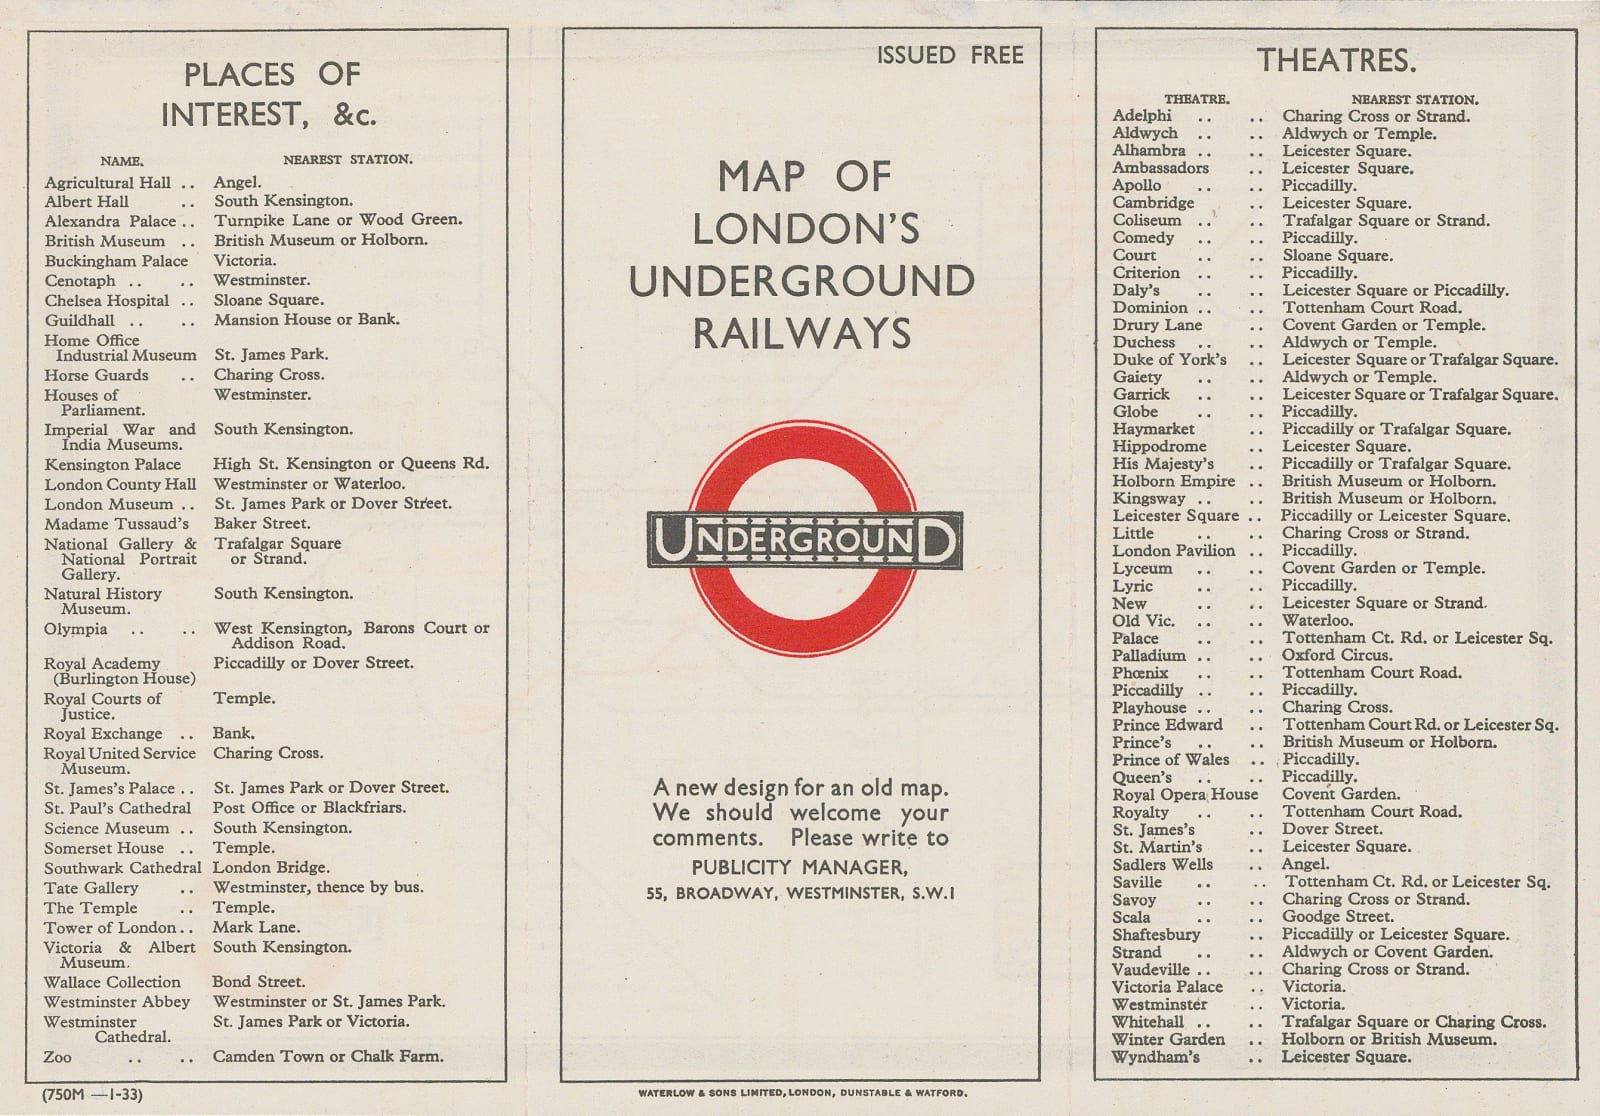 PLACES OF
INTEREST, &c.
NAME. NEAREST STATION.
Agricultural Hall .. Angel.
Albert Hall .. South Kensington.
Alexandra Palace .. Turnpike Lane or Wood Green.
British Museum .. British Museum or Holborn.
Buckingham Palace Victoria.
Cenotaph .. .. Westminster.
Chelsea Hospital .. Sloane Square.
Guildhall .. .. Mansion House or Bank.
Home Office
Industrial Museum St. James Park.
Horse Guards .. Charing Cross.
Houses of Westminster.
Parliament.
Imperial War and South Kensington.
India Museums.
Kensington Palace High St. Kensington or Queens Rd.
London County Hall Westminster or Waterloo.
London Museum .. St. James Park or Dover Street.
Madame Tussaud's Baker Street.
National Gallery & Trafalgar Square
National Portrait or Strand.
Gallery.
Natural History South Kensington.
Museum.
Olympia .. .. West Kensington, Barons Court or
Addison Road.
Royal Academy Piccadilly or Dover Street.
(Burlington House)
Royal Courts of Temple.
Justice.
Royal Exchange .. Bank.
Royal United Service Charing Cross.
Museum.
St. James's Palace .. St. James Park or Dover Street.
St. Paul's Cathedral Post Office or Blackfriars.
Science Museum .. South Kensington.
Somerset House .. Temple.
Southwark Cathedral London Bridge.
Tate Gallery .. Westminster, thence by bus.
The Temple .. Temple.
Tower of London .. Mark Lane.
Victoria & Albert South Kensington.
Museum.
Wallace Collection Bond Street.
Westminster Abbey Westminster or St. James Park.
Westminster St. James Park or Victoria.
Cathedral.
Zoo .. .. Camden Town or Chalk Farm.
(750M —1-33)
ISSUED FREE
MAP OF
LONDON'S
UNDERGROUND
RAILWAYS
UNDERGROUND
A new design for an old map.
We should welcome your
comments. Please write to
PUBLICITY MANAGER,
55, BROADWAY, WESTMINSTER, S.W.1
WATERLOW & SONS LIMITED, LONDON, DUNSTABLE & WATFORD.
THEATRES.
THEATRE. NEAREST STATION.
Adelphi .. .. Charing Cross or Strand.
Aldwych .. .. Aldwych or Temple.
Alhambra .. .. Leicester Square.
Ambassadors .. Leicester Square.
Apollo .. .. Piccadilly.
Cambridge .. Leicester Square.
Coliseum .. .. Trafalgar Square or Strand.
Comedy .. .. Piccadilly.
Court .. .. Sloane Square.
Criterion .. .. Piccadilly.
Daly's .. .. Leicester Square or Piccadilly.
Dominion .. .. Tottenham Court Road.
Drury Lane .. Covent Garden or Temple.
Duchess .. .. Aldwych or Temple.
Duke of York's .. Leicester Square or Trafalgar Square.
Gaiety .. .. Aldwych or Temple.
Garrick .. .. Leicester Square or Trafalgar Square.
Globe .. .. Piccadilly.
Haymarket .. Piccadilly or Trafalgar Square.
Hippodrome .. Leicester Square.
His Majesty's .. Piccadilly or Trafalgar Square.
Holborn Empire .. British Museum or Holborn.
Kingsway .. .. British Museum or Holborn.
Leicester Square .. Piccadilly or Leicester Square.
Little .. .. Charing Cross or Strand.
London Pavilion .. Piccadilly.
Lyceum .. .. Covent Garden or Temple.
Lyric .. .. Piccadilly.
New .. .. Leicester Square or Strand.
Old Vic. .. .. Waterloo.
Palace .. .. Tottenham Ct. Rd. or Leicester Sq.
Palladium .. .. Oxford Circus.
Phœnix .. .. Tottenham Court Road.
Piccadilly .. .. Piccadilly.
Playhouse .. .. Charing Cross.
Prince Edward .. Tottenham Court Rd. or Leicester Sq.
Prince's .. .. British Museum or Holborn.
Prince of Wales .. Piccadilly.
Queen's .. .. Piccadilly.
Royal Opera House Covent Garden.
Royalty .. .. Tottenham Court Road.
St. James's .. Dover Street.
St. Martin's .. Leicester Square.
Sadlers Wells .. Angel.
Saville .. .. Tottenham Ct. Rd. or Leicester Sq.
Savoy .. .. Charing Cross or Strand.
Scala .. .. Goodge Street.
Shaftesbury .. Piccadilly or Leicester Square.
Strand .. .. Aldwych or Covent Garden.
Vaudeville .. .. Charing Cross or Strand.
Victoria Palace .. Victoria.
Westminster .. Victoria.
Whitehall .. .. Trafalgar Square or Charing Cross.
Winter Garden .. Holborn or British Museum.
Wyndham's .. Leicester Square.